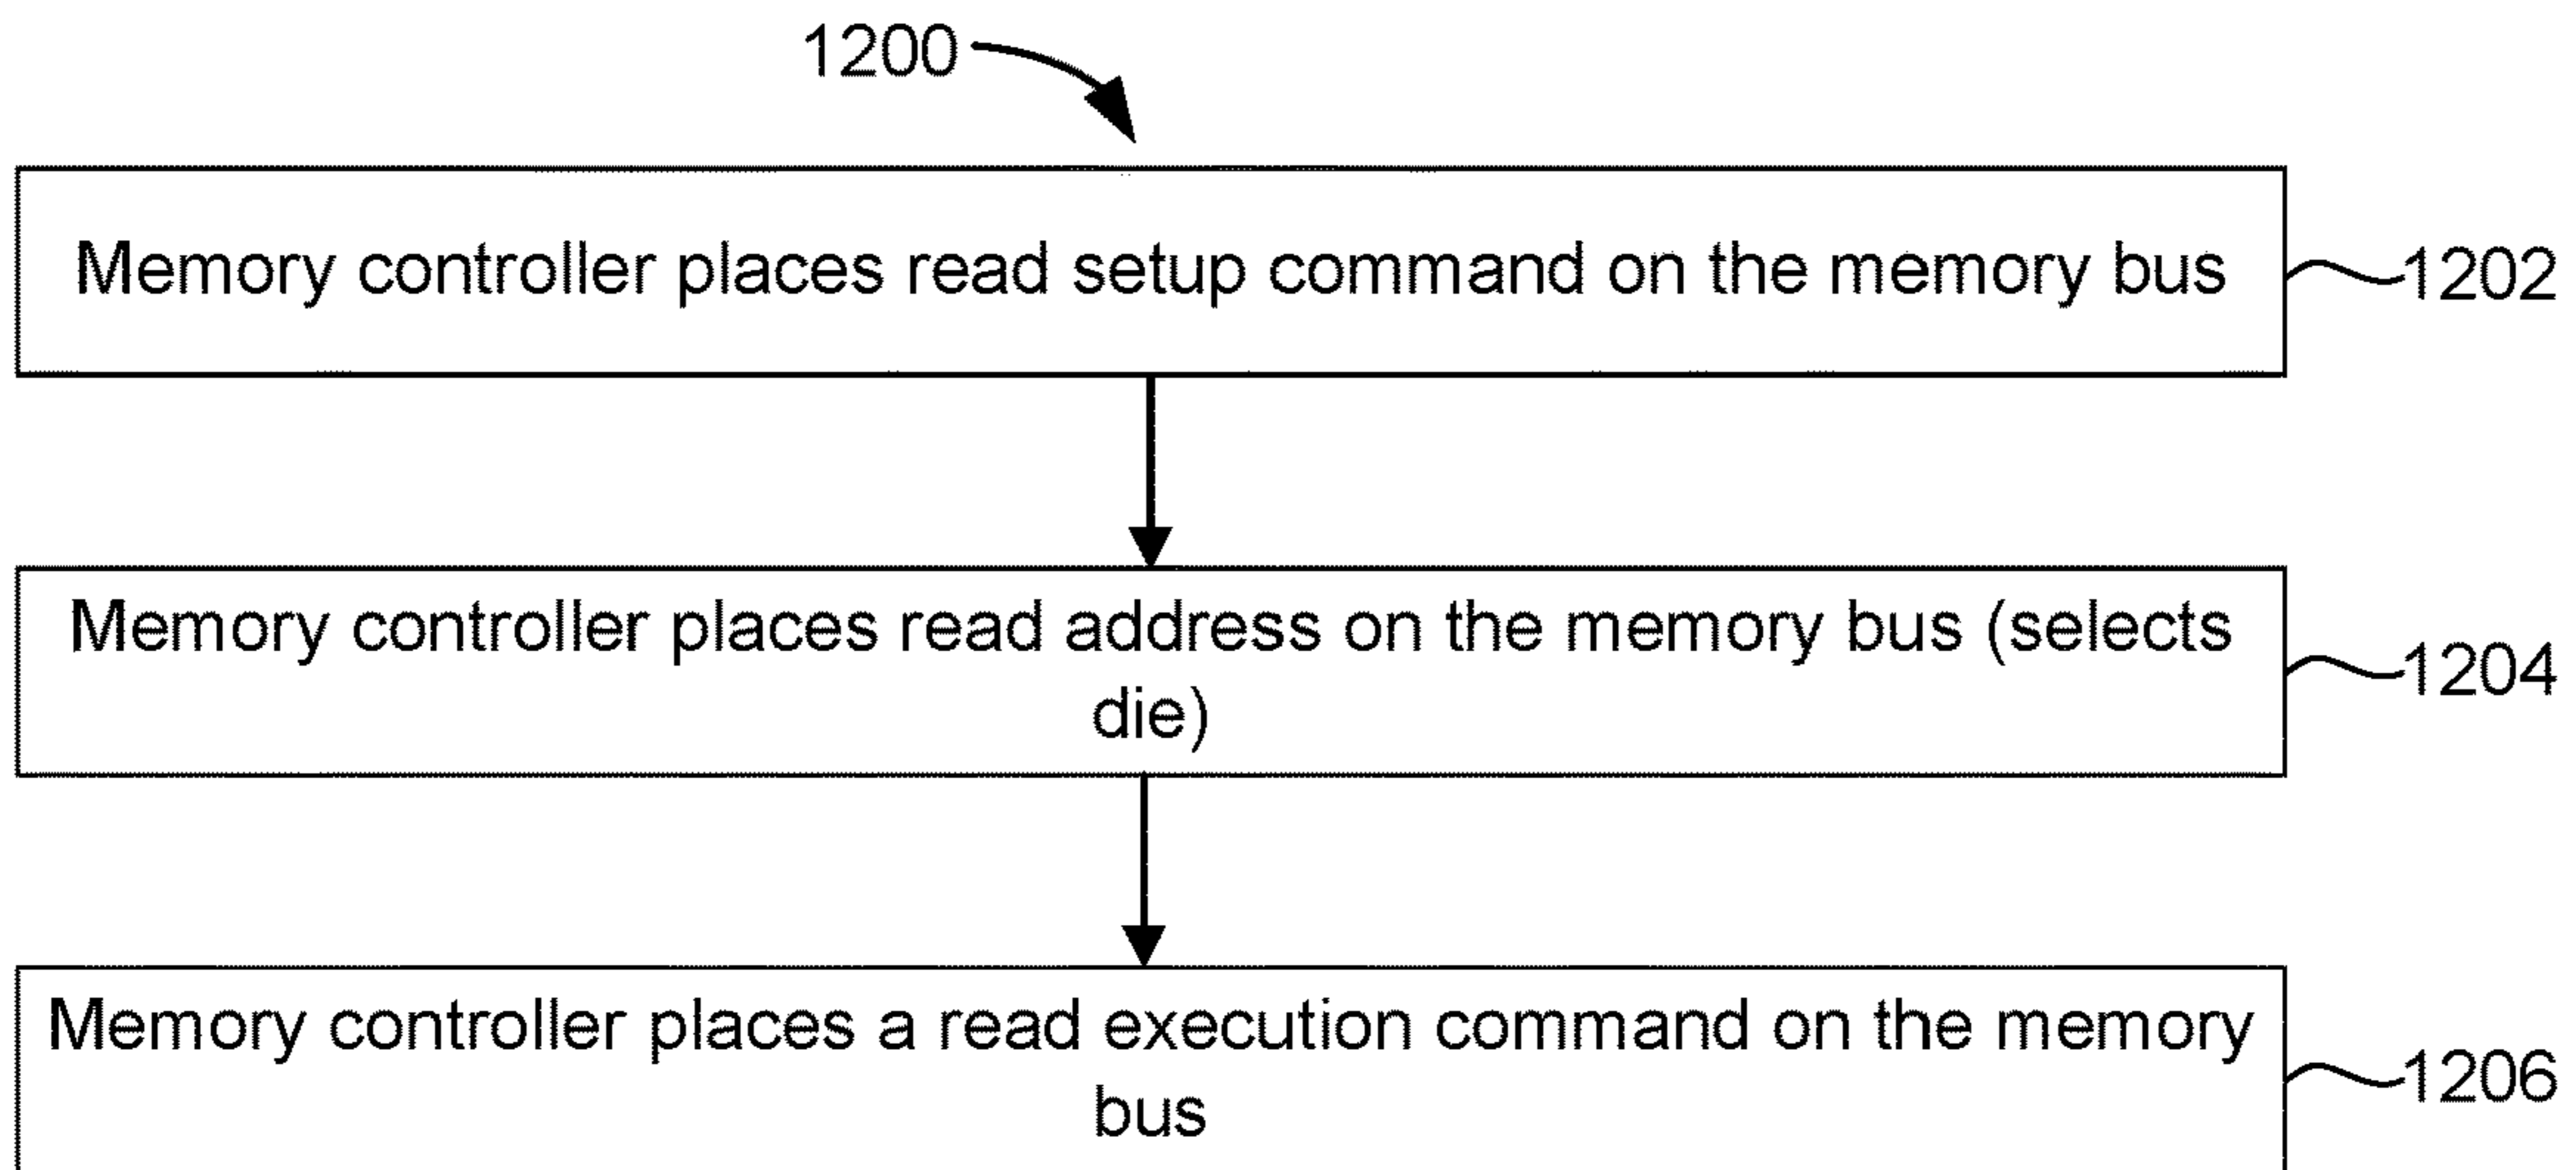 1200
Memory controller places read setup command on the memory bus
1202
Memory controller places read address on the memory bus (selects
die)
1204
Memory controller places a read execution command on the memory
bus
1206